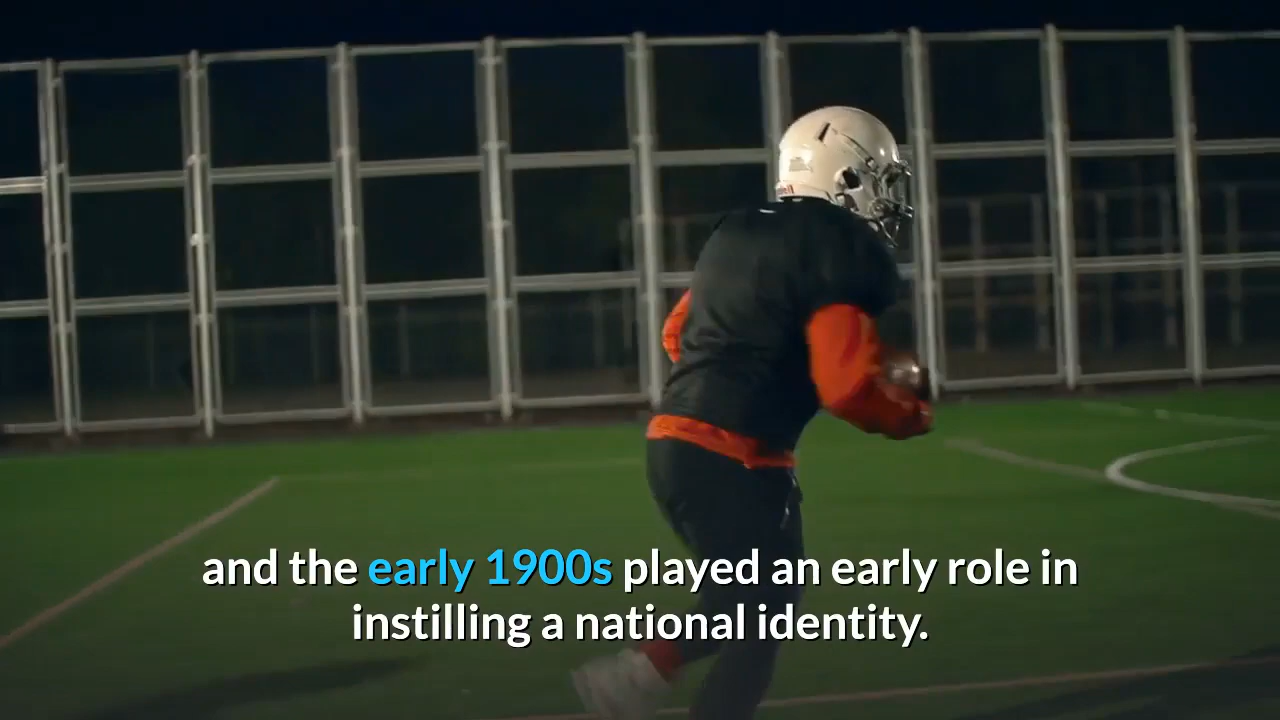 and the early 1900s played an early role in
instilling a national identity.